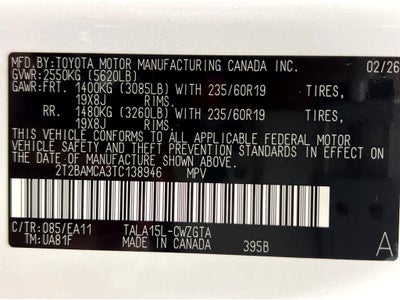 MFD.BY:TOYOTA MOTOR MANUFACTURING CANADA INC. 02/26
GVWR:2550KG (5620LB)
GAWR:FRT. 1400KG (3085LB) WITH 235/60R19 TIRES,
19X8J RIMS.
RR. 1480KG (3260LB) WITH 235/60R19 TIRES,
19X8J RIMS.
THIS VEHICLE CONFORMS TO ALL APPLICABLE FEDERAL MOTOR
VEHICLE SAFETY STANDARDS IN EFFECT ON THE DATE OF
MANUFACTURE SHOWN ABOVE.
2T2BAMCA3TC138946 MPV
C/TR:085/EA11 TALA15L-CWZGTA
TM:UA81F MADE IN CANADA 395B A